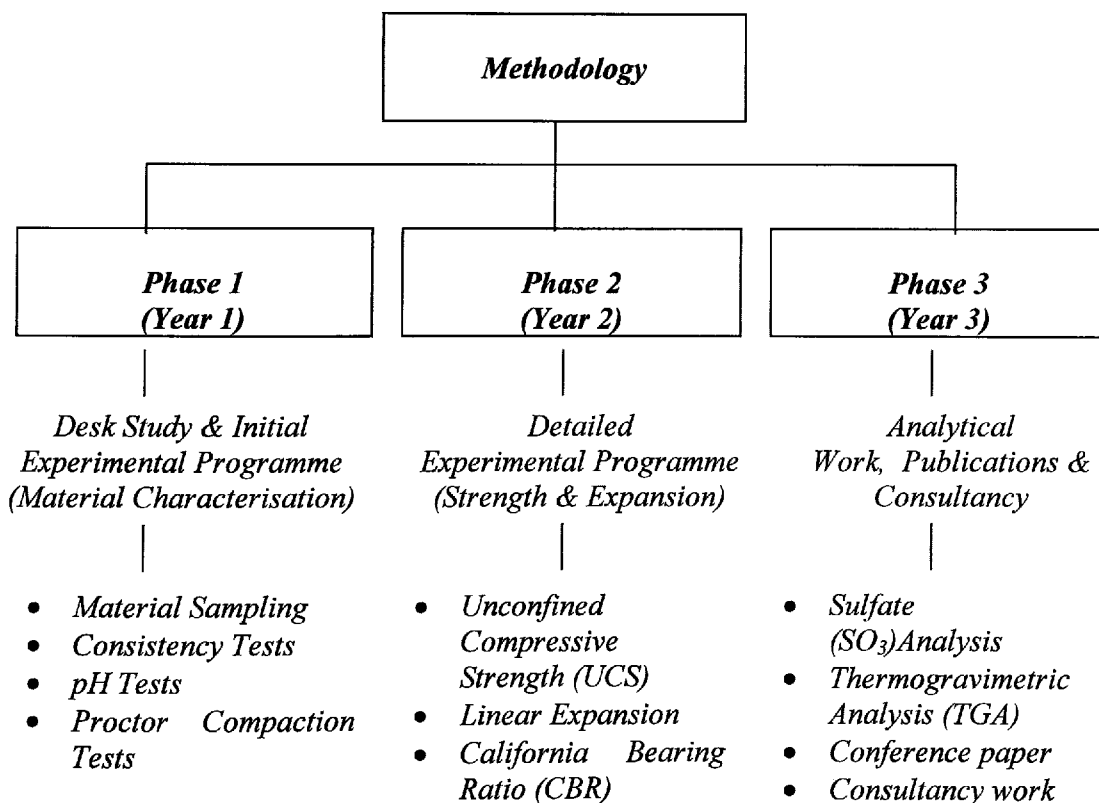 Methodology
Phase 1
(Year 1)
Desk Study & Initial
Experimental Programme
(Material Characterisation)
• Material Sampling
• Consistency Tests
• pH Tests
• Proctor Compaction
Tests
Phase 2
(Year 2)
Detailed
Experimental Programme
(Strength & Expansion)
• Unconfined
Compressive
Strength (UCS)
• Linear Expansion
• California Bearing
Ratio (CBR)
Phase 3
(Year 3)
Analytical
Work, Publications &
Consultancy
• Sulfate
(SO₃)Analysis
• Thermogravimetric
Analysis (TGA)
• Conference paper
• Consultancy work